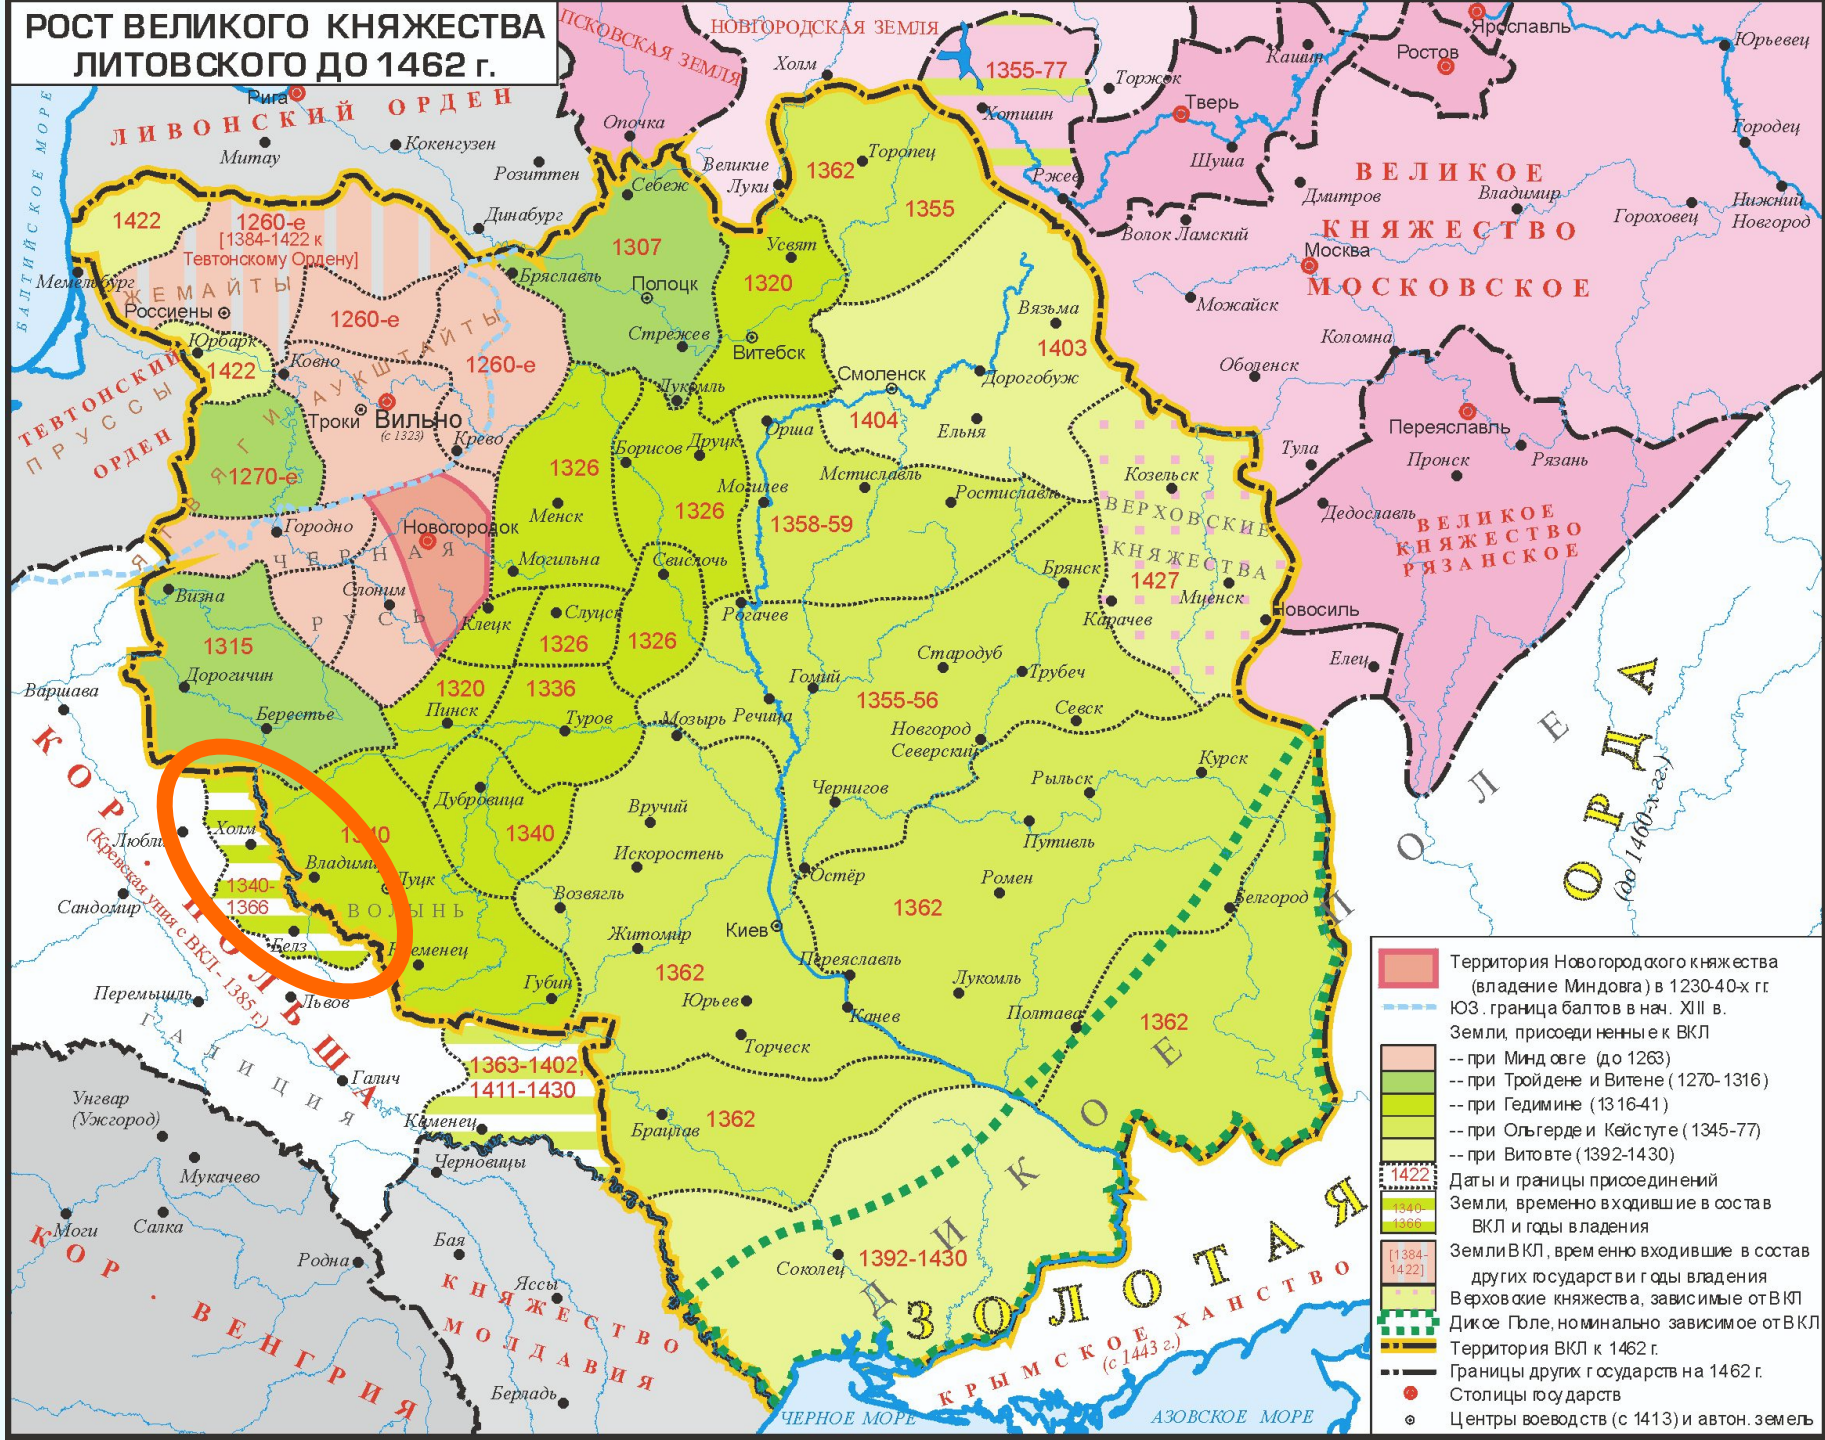 РОСТ ВЕЛИКОГО КНЯЖЕСТВА
ЛИТОВСКОГО ДО 1462 г.
ПСКОВСКАЯ ЗЕМЛЯ
НОВГОРОДСКАЯ ЗЕМЛЯ
Холм
1355-77
Торжок
Хотшин
Кашин
Ярославль
Ростов
Юрьевец
Тверь
Шуша
Городец
Рига
ЛИВОНСКИЙ ОРДЕН
Митау
Кокенгузен
Розиттен
Динабург
Опочка
Себеж
Великие
Луки
1362
Торопец
1355
Ржев
ВЕЛИКОЕ
КНЯЖЕСТВО
МОСКОВСКОЕ
Дмитров
Владимир
Гороховец
Нижний
Новгород
Волок Ламский
Москва
Можайск
Коломна
Оболенск
БАЛТИЙСКОЕ МОРЕ
1422
1260-е
[1384-1422 к
Тевтонскому Ордену]
Мемельбург
ЖЕМАЙТЫ
Россиены
1260-е
АУКШТАЙТЫ
1260-е
Бряславль
1307
Полоцк
Стрежев
Усвят
1320
Витебск
Лукомль
Вязьма
1403
Дорогобуж
Смоленск
1404
Ельня
Юрбарк
1422
Ковно
Троки
Вильно
(с 1323)
Крево
ТЕВТОНСКИЙ
ОРДЕН
ПРУССЫ
ЯТВЯГИ
1270-е
Городно
ЧЕРНАЯ
РУСЬ
Новогородок
Слоним
Визна
1315
Дорогичин
Берестье
Варшава
1326
Менск
Борисов
Друцк
1326
Орша
Могилев
1358-59
Мстиславль
Ростиславль
Могильна
Свислочь
Клецк
Слуцк
1326
1326
Рогачев
1320
Пинск
1336
Туров
Мозырь
Речица
Гомий
1355-56
Стародуб
Трубеч
Новгород
Северский
Севск
Брянск
Карачев
Козельск
ВЕРХОВСКИЕ
КНЯЖЕСТВА
1427
Мценск
Новосиль
Елец
Тула
Дедославль
Переяславль
Пронск
Рязань
ВЕЛИКОЕ
КНЯЖЕСТВО
РЯЗАНСКОЕ
Курск
Рыльск
Путивль
Чернигов
Остёр
Ромен
Белгород
1362
КОР. ПОЛЬША
(Кревская уния с ВКЛ - 1385 г.)
Люблин
Холм
1340-
1366
Белз
Сандомир
1340
Владимир
Луцк
ВОЛЫНЬ
Кременец
Дубровица
1340
Губин
Вручий
Искоростень
Возвягль
Житомир
Киев
1362
Юрьев
Торческ
Переяславль
Канев
Лукомль
Полтава
1362
Перемышль
Львов
ГАЛИЦИЯ
Галич
1363-1402,
1411-1430
Каменец
Черновицы
1362
Брацлав
Унгвар
(Ужгород)
Мукачево
Моги
Салка
Родна
КОР. ВЕНГРИЯ
Бая
Яссы
КНЯЖЕСТВО
МОЛДАВИЯ
Берладь
Соколец
1392-1430
ДИКОЕ ПОЛЕ
ЗОЛОТАЯ
ОРДА
(до 1460-х гг.)
КРЫМСКОЕ ХАНСТВО
(с 1443 г.)
ЧЕРНОЕ МОРЕ
АЗОВСКОЕ МОРЕ
Территория Новогородского княжества
(владение Миндовга) в 1230-40-х гг.
ЮЗ. граница балтов в нач. XIII в.
Земли, присоединенные к ВКЛ
-- при Миндовге (до 1263)
-- при Тройдене и Витене (1270-1316)
-- при Гедимине (1316-41)
-- при Ольгерде и Кейстуте (1345-77)
-- при Витовте (1392-1430)
1422
Даты и границы присоединений
1340-
1366
Земли, временно входившие в состав
ВКЛ и годы владения
[1384-
1422]
Земли ВКЛ, временно входившие в состав
других государств и годы владения
Верховские княжества, зависимые от ВКЛ
Дикое Поле, номинально зависимое от ВКЛ
Территория ВКЛ к 1462 г.
Границы других государств на 1462 г.
Столицы государств
Центры воеводств (с 1413) и автон. земель